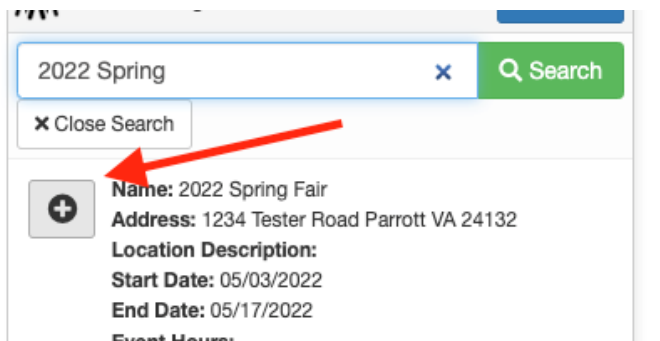 2022 Spring
Search
Close Search
Name: 2022 Spring Fair
Address: 1234 Tester Road Parrott VA 24132
Location Description:
Start Date: 05/03/2022
End Date: 05/17/2022
Event Hours: